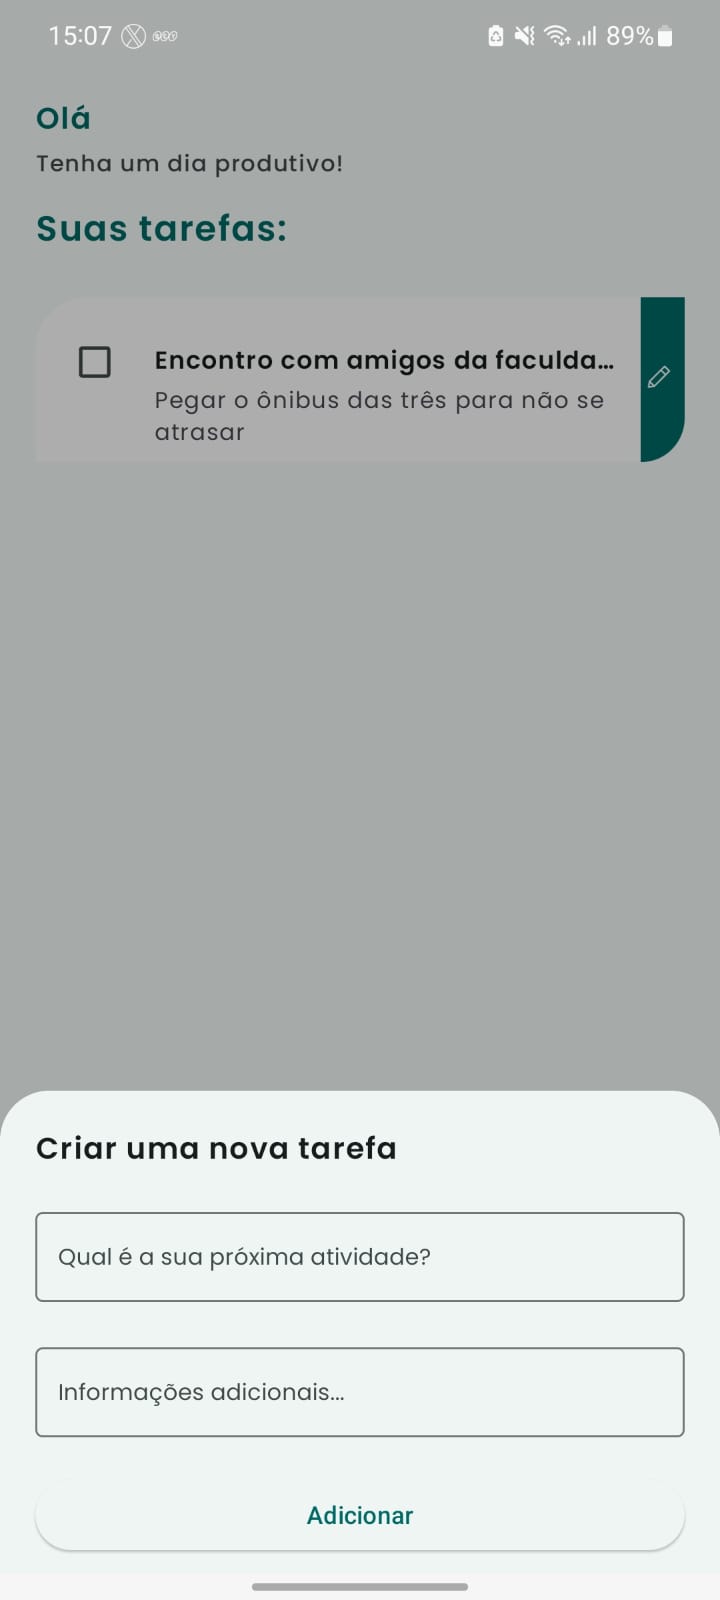 15:07
89%
Olá
Tenha um dia produtivo!
Suas tarefas:
Encontro com amigos da faculda...
Pegar o ônibus das três para não se
atrasar
Criar uma nova tarefa
Qual é a sua próxima atividade?
Informações adicionais...
Adicionar